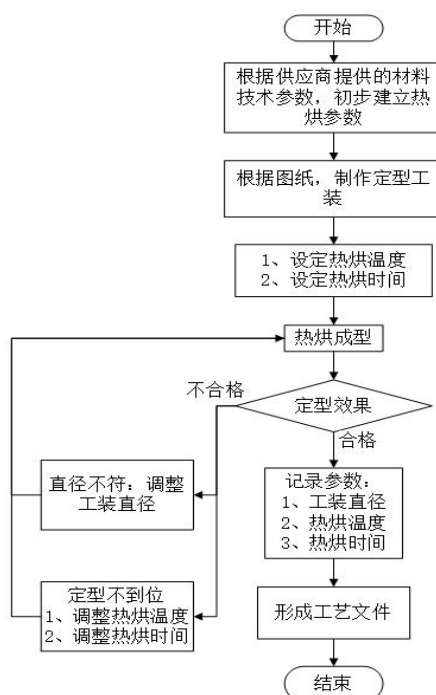 开始
根据供应商提供的材料
技术参数，初步建立热
烘参数
根据图纸，制作定型工
装
1、设定热烘温度
2、设定热烘时间
热烘成型
不合格
定型效果
合格
直径不符：调整
工装直径
记录参数：
1、工装直径
2、热烘温度
3、热烘时间
定型不到位
1、调整热烘温度
2、调整热烘时间
形成工艺文件
结束